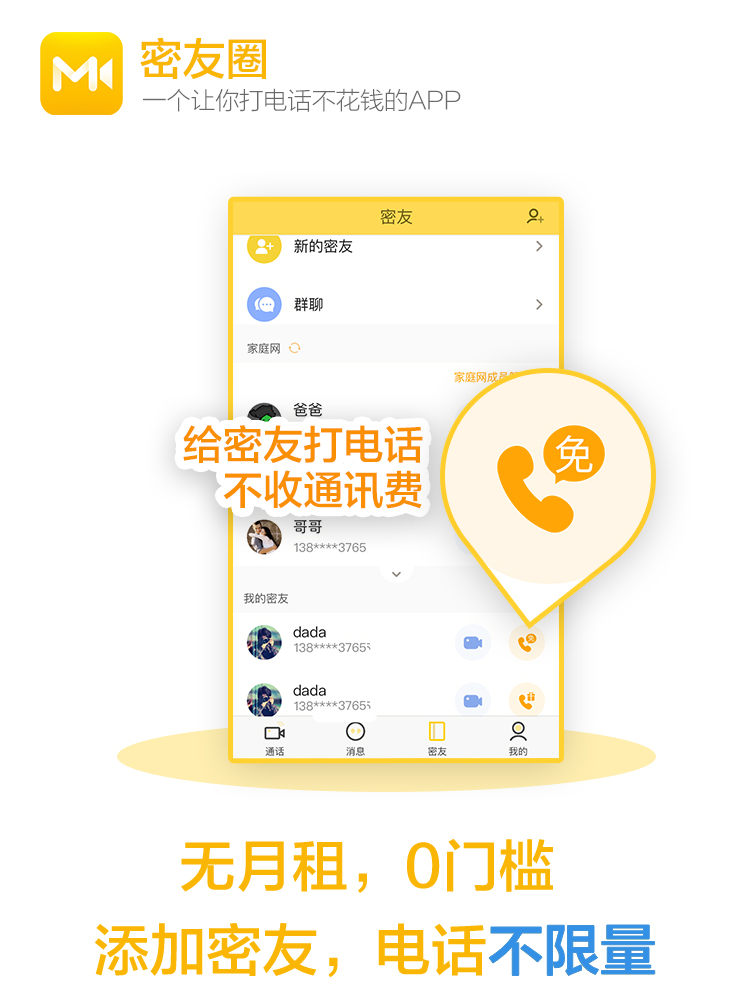 密友圈
一个让你打电话不花钱的APP
密友
新的密友
群聊
家庭网
家庭网成员
爸爸
给密友打电话
不收通讯费
免
哥哥
138****3765
我的密友
dada
138****3765
免
dada
138****3765
通话
消息
密友
我的
无月租，0门槛
添加密友，电话不限量